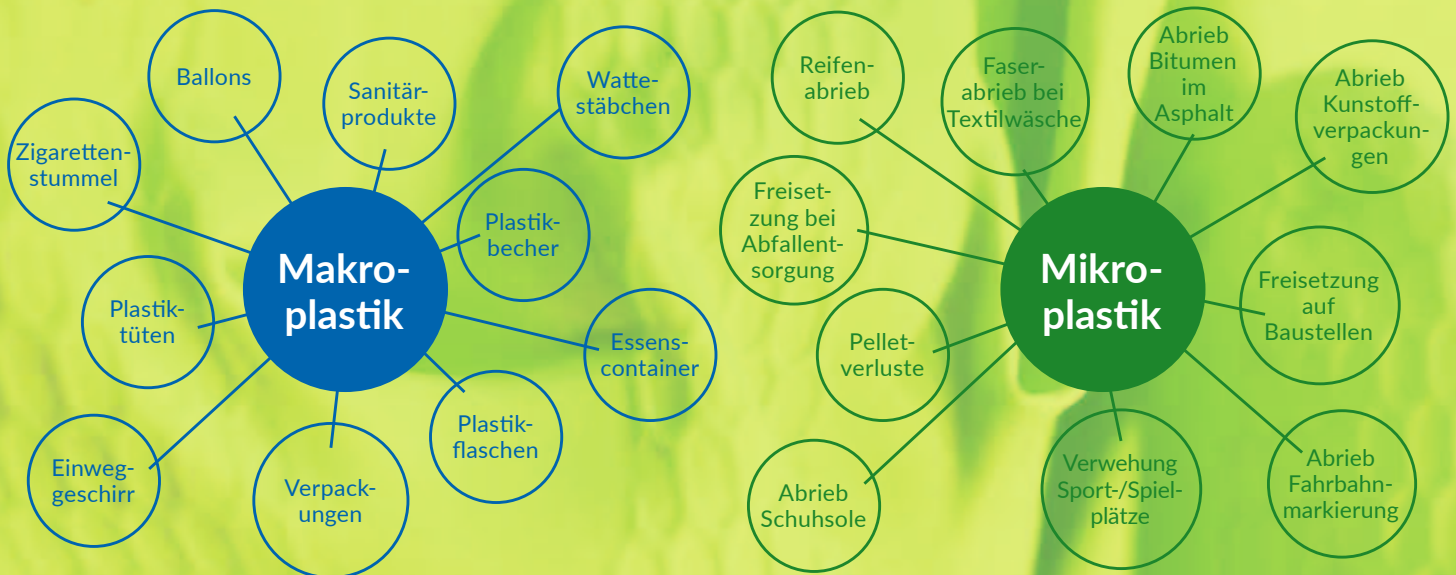 Makro-
plastik
Ballons
Sanitär-
produkte
Watte-
stäbchen
Zigaretten-
stummel
Plastik-
becher
Plastik-
tüten
Essens-
container
Plastik-
flaschen
Einweg-
geschirr
Verpack-
ungen
Mikro-
plastik
Reifen-
abrieb
Faser-
abrieb bei
Textilwäsche
Abrieb
Bitumen
im
Asphalt
Abrieb
Kunstoff-
verpackun-
gen
Freiset-
zung bei
Abfallent-
sorgung
Freisetzung
auf
Baustellen
Pellet-
verluste
Abrieb
Schuhsole
Verwehung
Sport-/Spiel-
plätze
Abrieb
Fahrbahn-
markierung